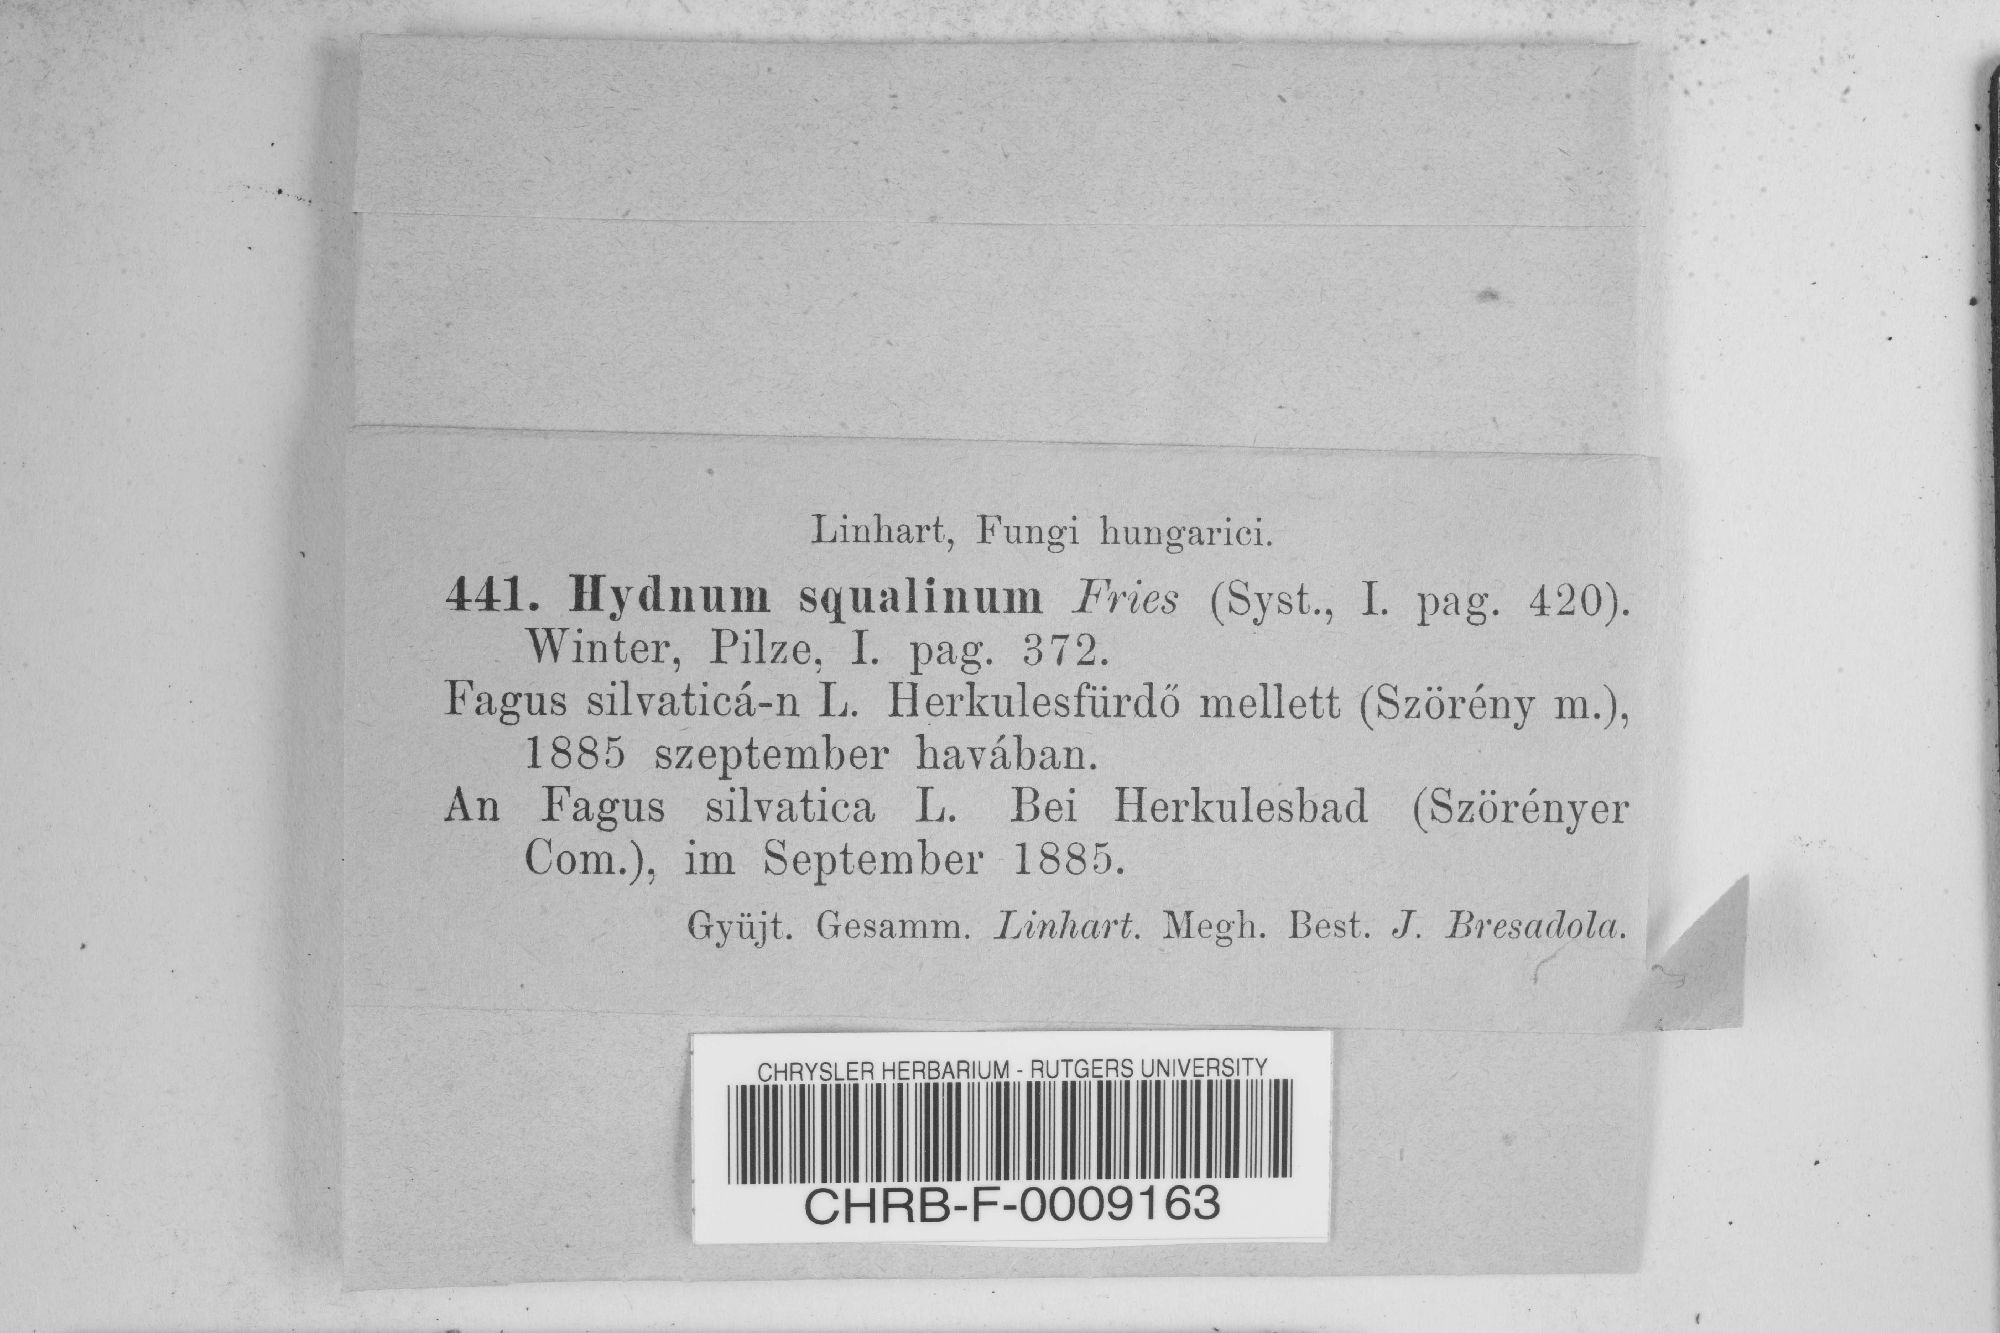 Linhart, Fungi hungarici.
441. Hydnum squalinum Fries (Syst., I. pag. 420).
Winter, Pilze, I. pag. 372.
Fagus silvaticá-n L. Herkulesfürdő mellett (Szörény m.),
1885 szeptember havában.
An Fagus silvatica L. Bei Herkulesbad (Szörényer
Com.), im September 1885.
Gyüjt. Gesamm. Linhart. Megh. Best. J. Bresadola.
CHRYSLER HERBARIUM - RUTGERS UNIVERSITY
CHRB-F-0009163